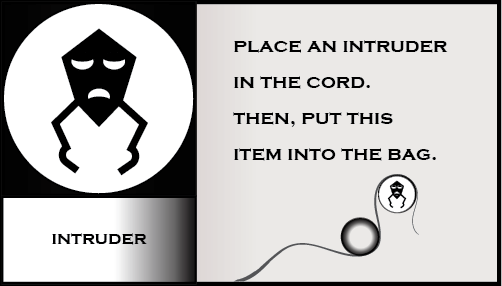 PLACE AN INTRUDER
IN THE CORD.
THEN, PUT THIS
ITEM INTO THE BAG.
INTRUDER